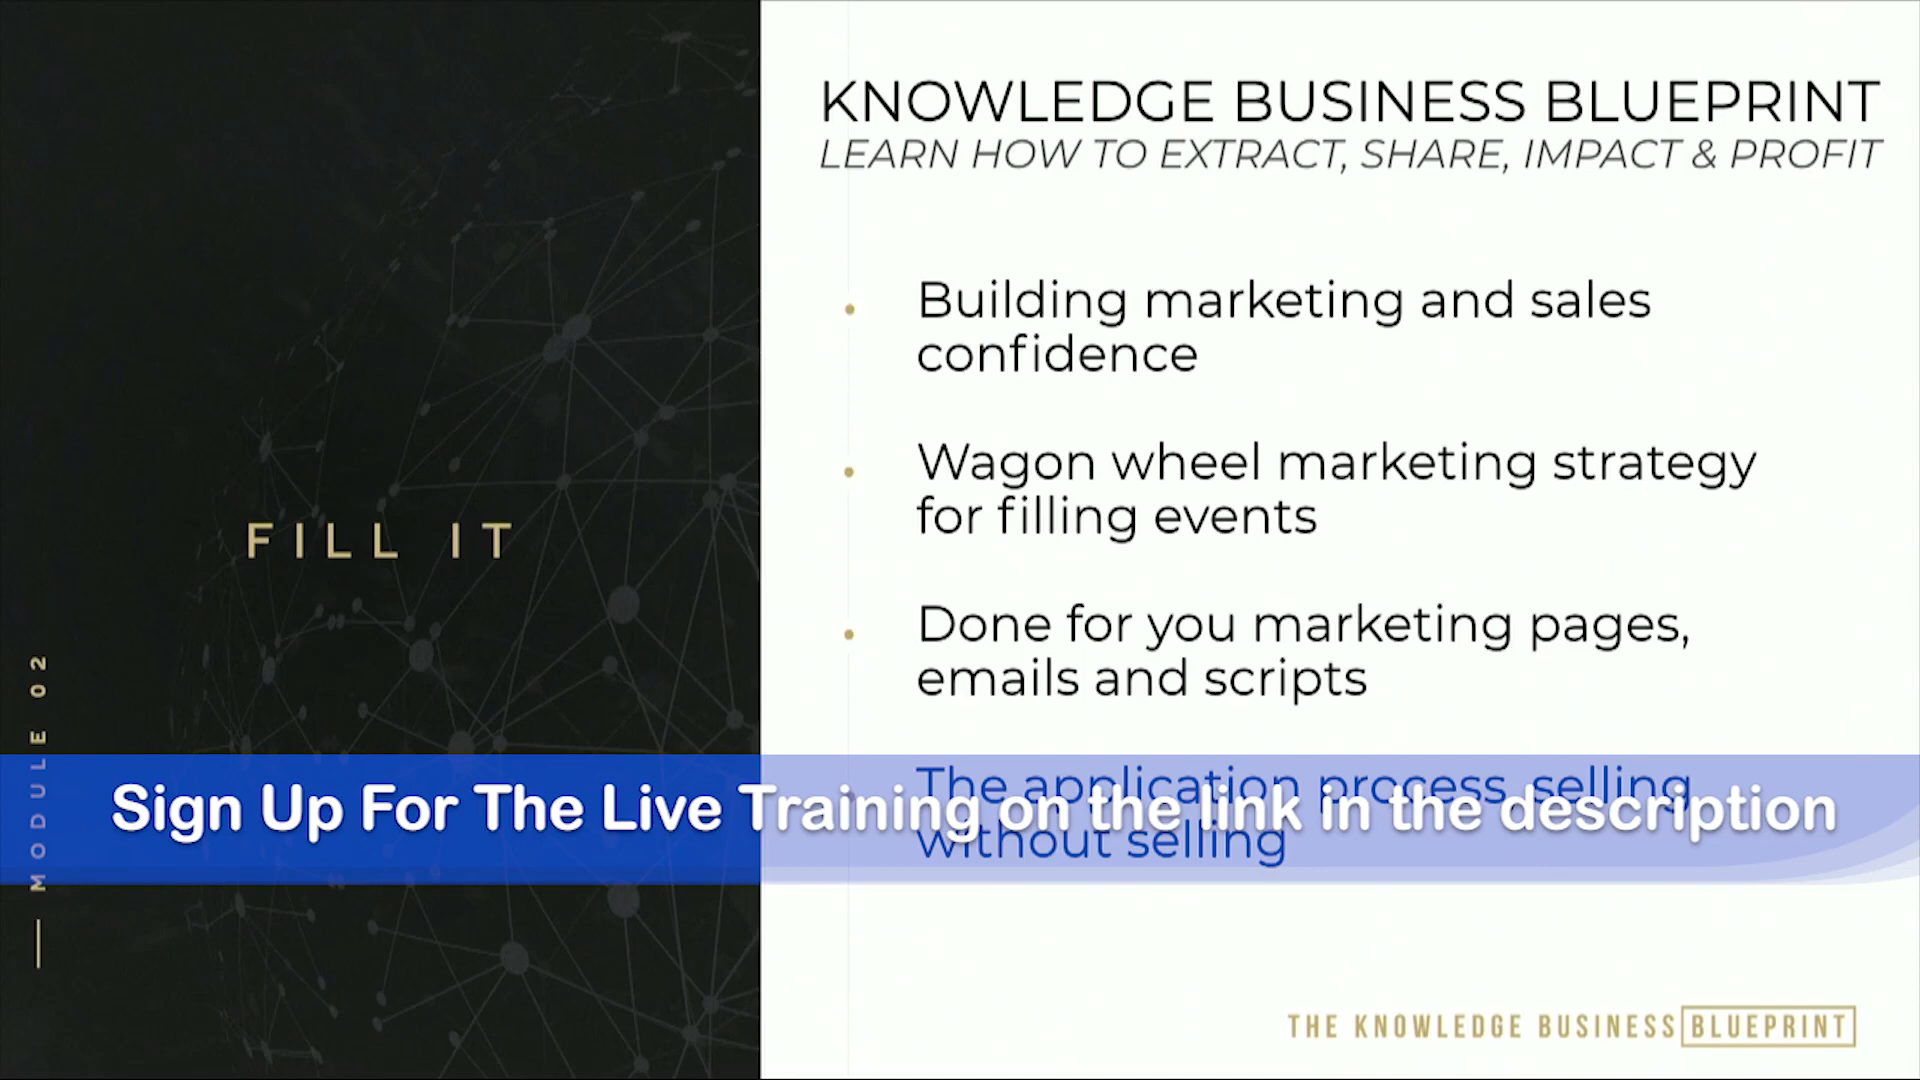 KNOWLEDGE BUSINESS BLUEPRINT
LEARN HOW TO EXTRACT, SHARE, IMPACT & PROFIT
FILL IT
MODULE 02
Building marketing and sales
confidence
Wagon wheel marketing strategy
for filling events
Done for you marketing pages,
emails and scripts
The application process, selling
without selling
Sign Up For The Live Training on the link in the description
THE KNOWLEDGE BUSINESS BLUEPRINT